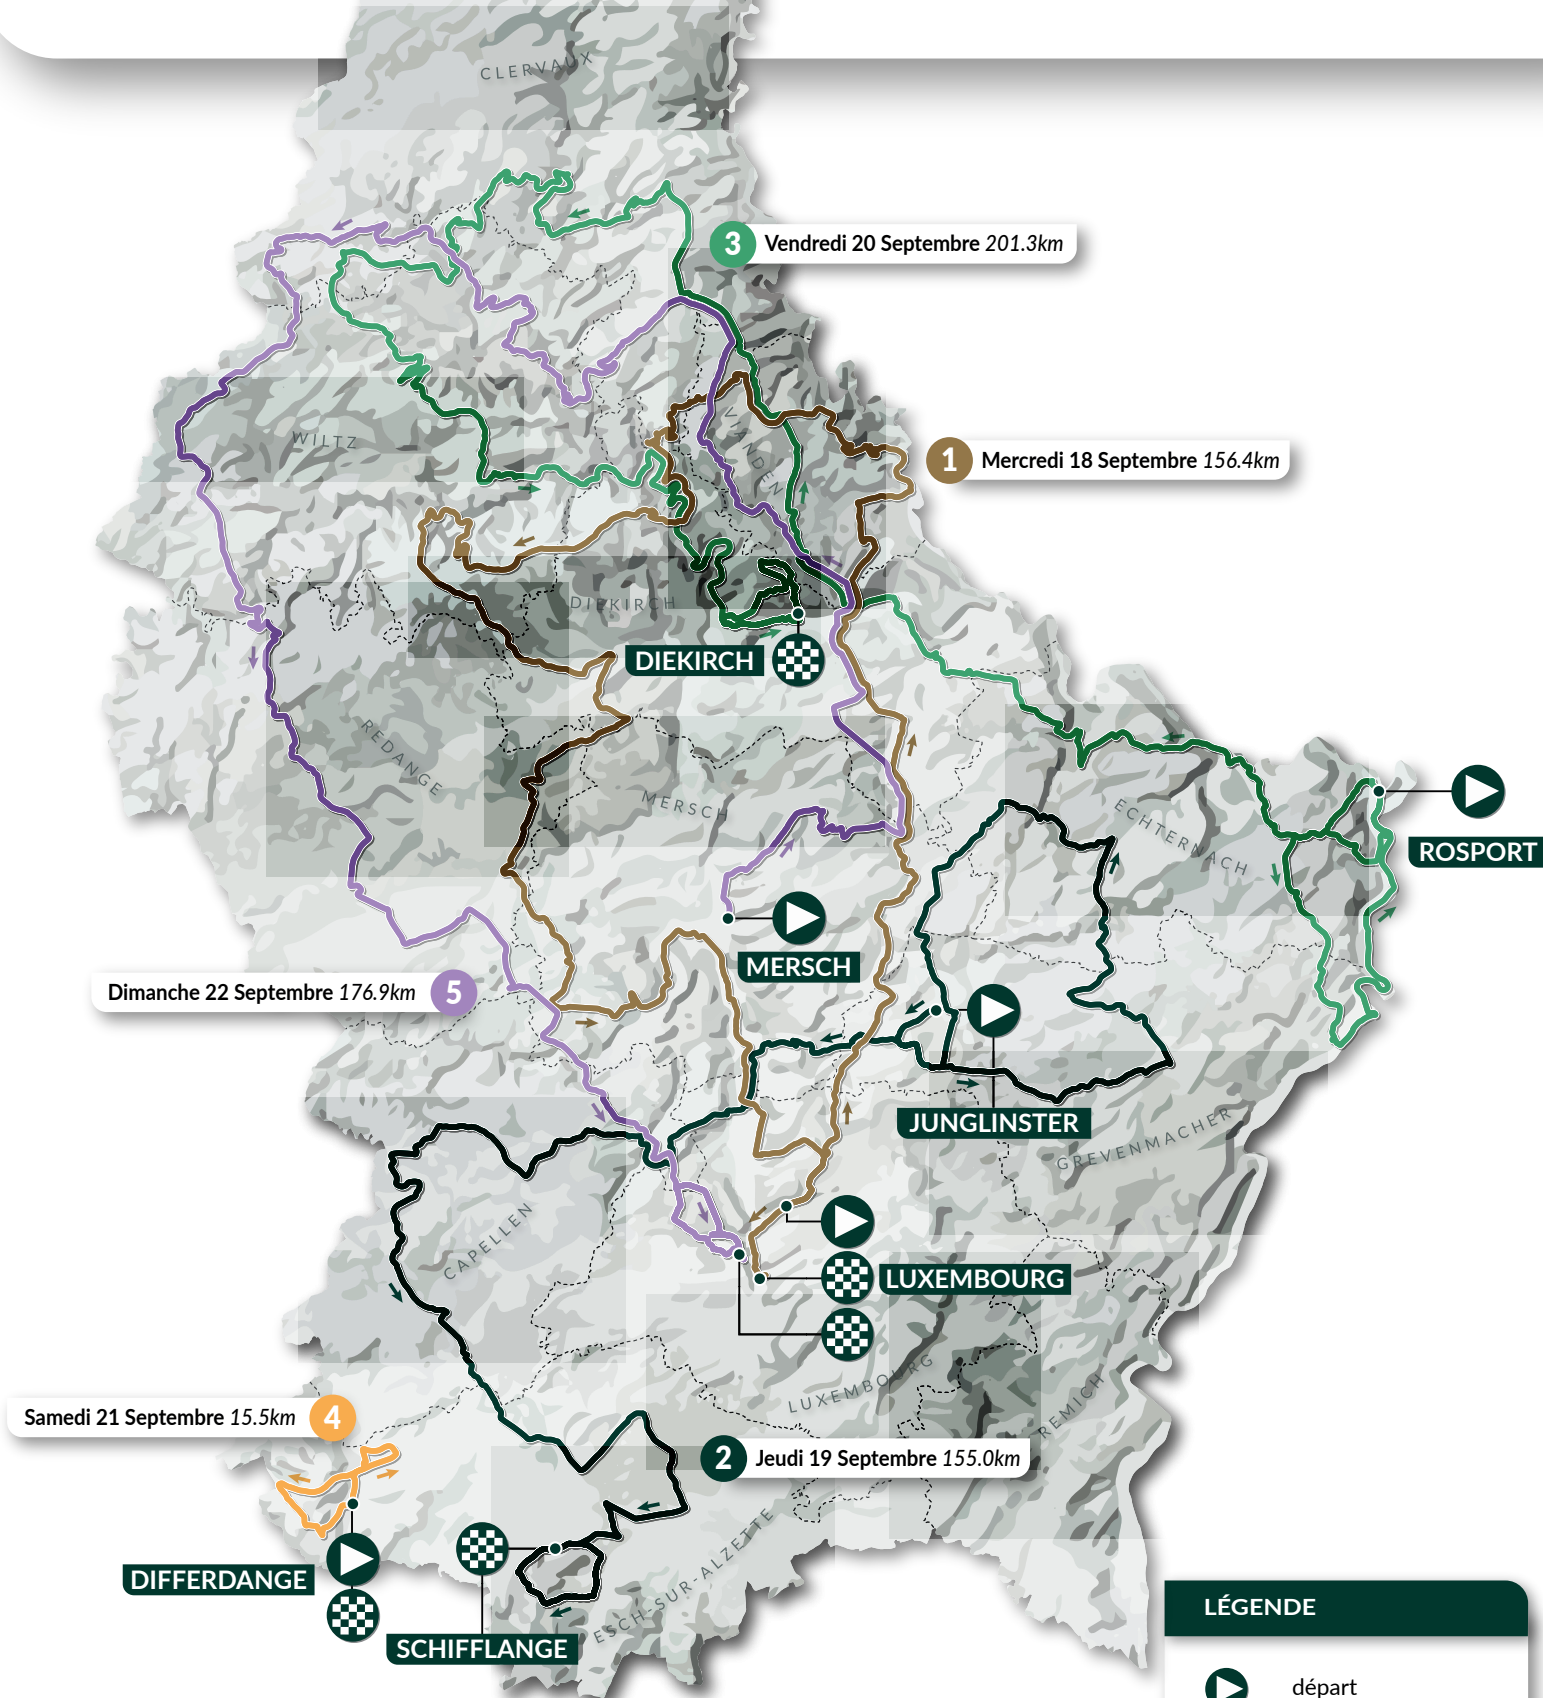 CLERVAUX
3 Vendredi 20 Septembre 201.3km
VIANDEN
WILTZ
1 Mercredi 18 Septembre 156.4km
DIEKIRCH
DIEKIRCH
REDANGE
MERSCH
ECHTERNACH
ROSPORT
MERSCH
Dimanche 22 Septembre 176.9km 5
JUNGLINSTER
GREVENMACHER
CAPELLEN
LUXEMBOURG
LUXEMBOURG
REMICH
Samedi 21 Septembre 15.5km 4
2 Jeudi 19 Septembre 155.0km
ESCH-SUR-ALZETTE
DIFFERDANGE
SCHIFFLANGE
LÉGENDE
départ